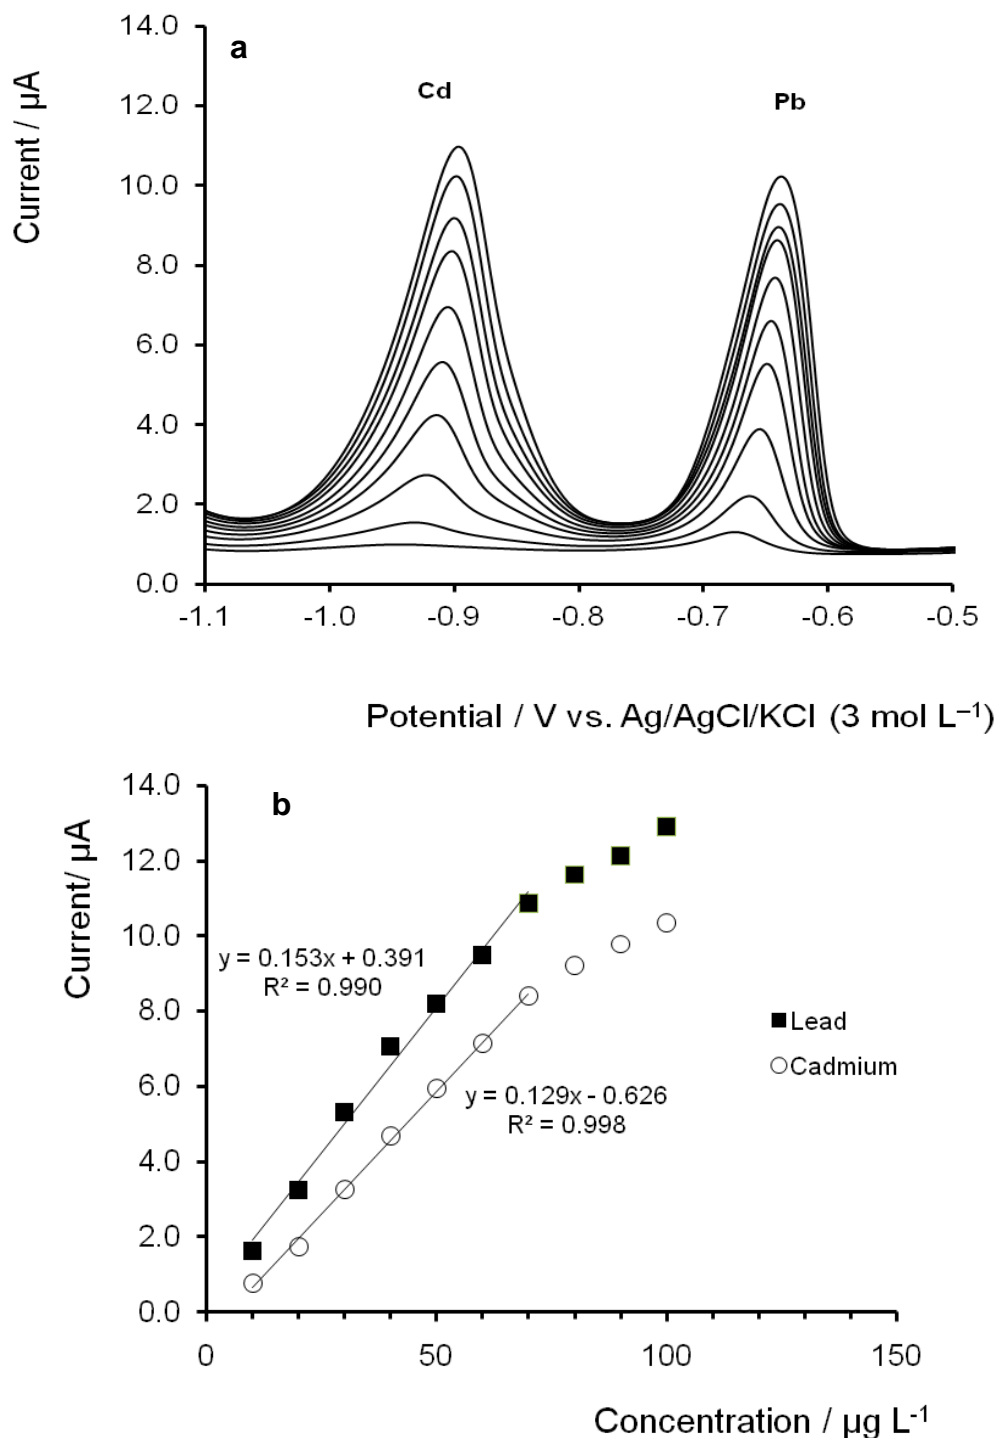 a
14.0
12.0
10.0
8.0
6.0
4.0
2.0
0.0
Current / µA
Cd
Pb
-1.1 -1.0 -0.9 -0.8 -0.7 -0.6 -0.5
Potential / V vs. Ag/AgCl/KCl (3 mol L⁻¹)
b
14.0
12.0
10.0
8.0
6.0
4.0
2.0
0.0
Current/ µA
y = 0.153x + 0.391
R² = 0.990
y = 0.129x - 0.626
R² = 0.998
Lead
Cadmium
0 50 100 150
Concentration / µg L⁻¹